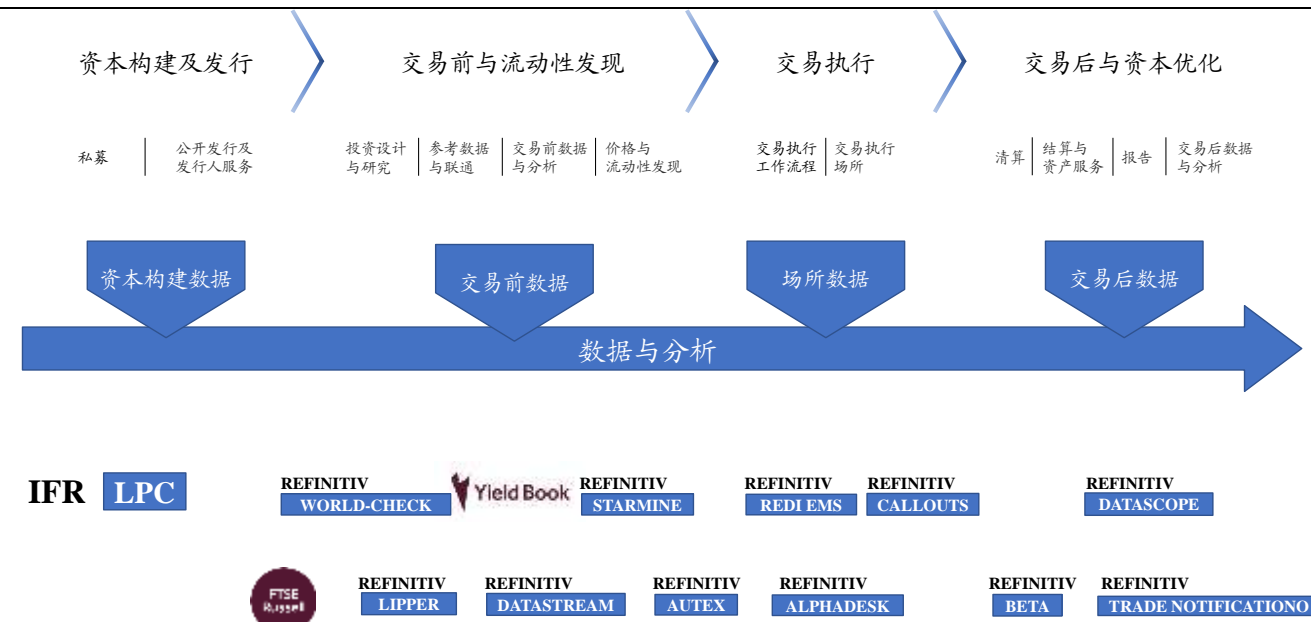 资本构建及发行
交易前与流动性发现
交易执行
交易后与资本优化
私募
公开发行及
发行人服务
投资设计
与研究
参考数据
与联通
交易前数据
与分析
价格与
流动性发现
交易执行
工作流程
交易执行
场所
清算
结算与
资产服务
报告
交易后数据
与分析
资本构建数据
交易前数据
场所数据
交易后数据
数据与分析
IFR
LPC
REFINITIV
WORLD-CHECK
Yield Book
REFINITIV
STARMINE
REFINITIV
REDI EMS
REFINITIV
CALLOUTS
REFINITIV
DATASCOPE
FTSE
Russell
REFINITIV
LIPPER
REFINITIV
DATASTREAM
REFINITIV
AUTEX
REFINITIV
ALPHADESK
REFINITIV
BETA
REFINITIV
TRADE NOTIFICATIONO